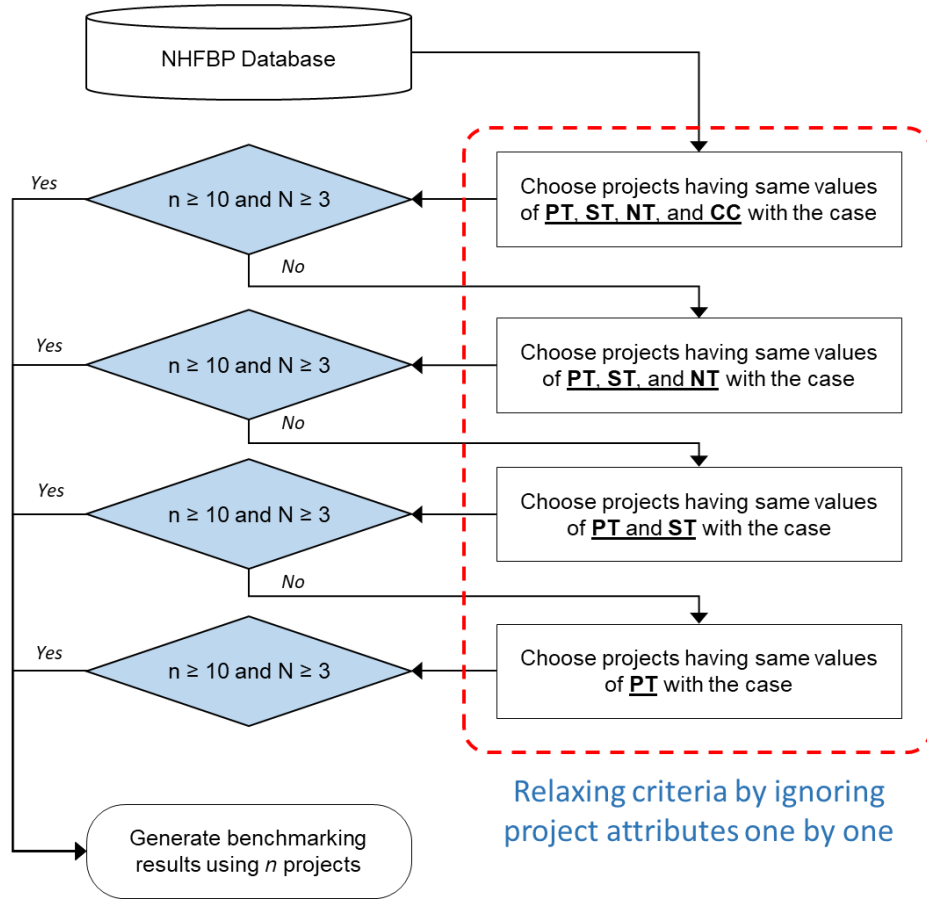 NHFBP Database
Choose projects having same values
of PT, ST, NT, and CC with the case
n ≥ 10 and N ≥ 3
Yes
No
Choose projects having same values
of PT, ST, and NT with the case
n ≥ 10 and N ≥ 3
Yes
No
Choose projects having same values
of PT and ST with the case
n ≥ 10 and N ≥ 3
Yes
No
Choose projects having same values
of PT with the case
n ≥ 10 and N ≥ 3
Yes
Relaxing criteria by ignoring
project attributes one by one
Generate benchmarking
results using n projects